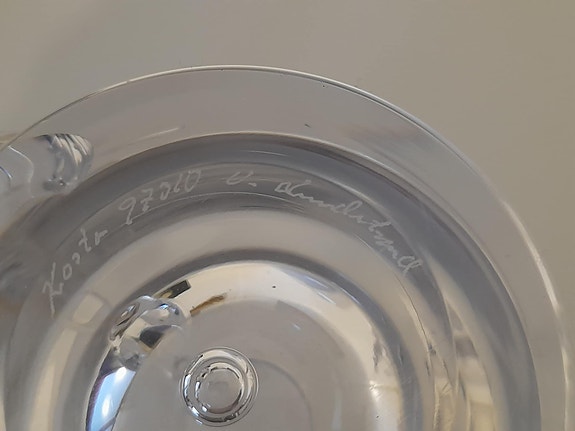 Kosta 97010 V. Lindstrand